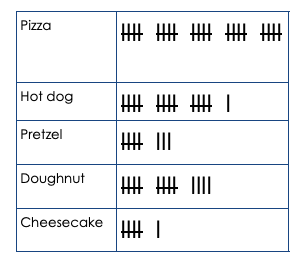 Pizza
Hot dog
Pretzel
Doughnut
Cheesecake